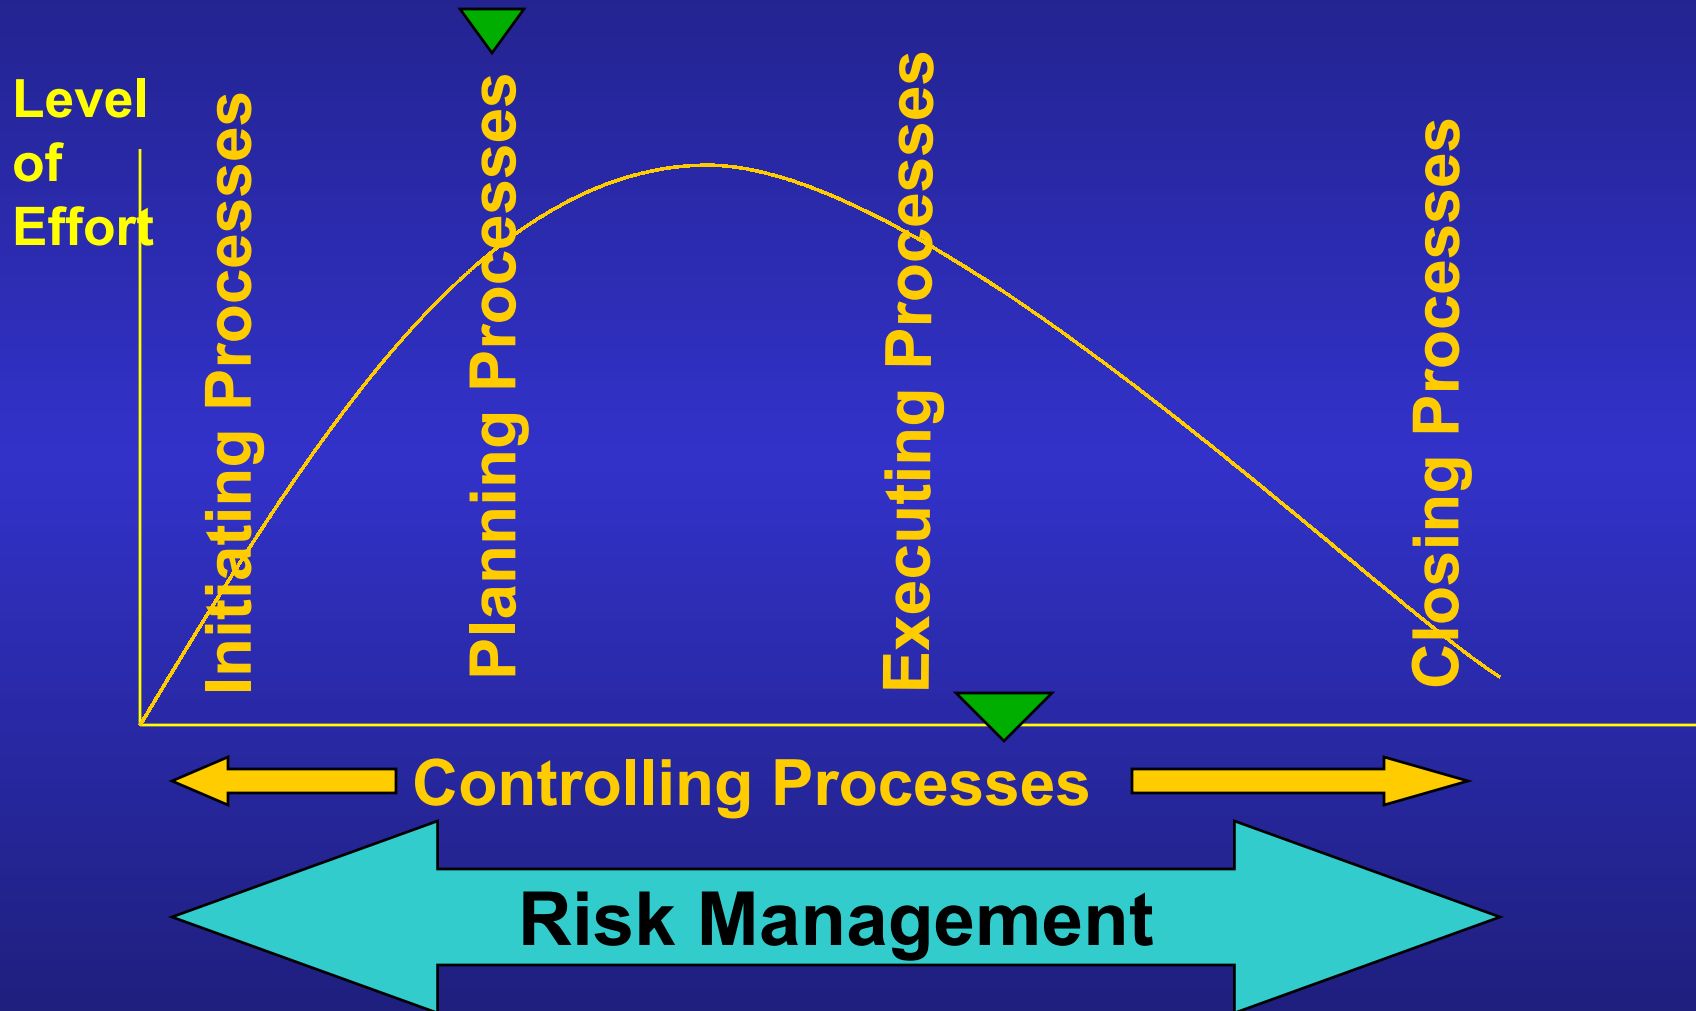 Level
of
Effort
Initiating Processes
Planning Processes
Executing Processes
Closing Processes
Controlling Processes
Risk Management